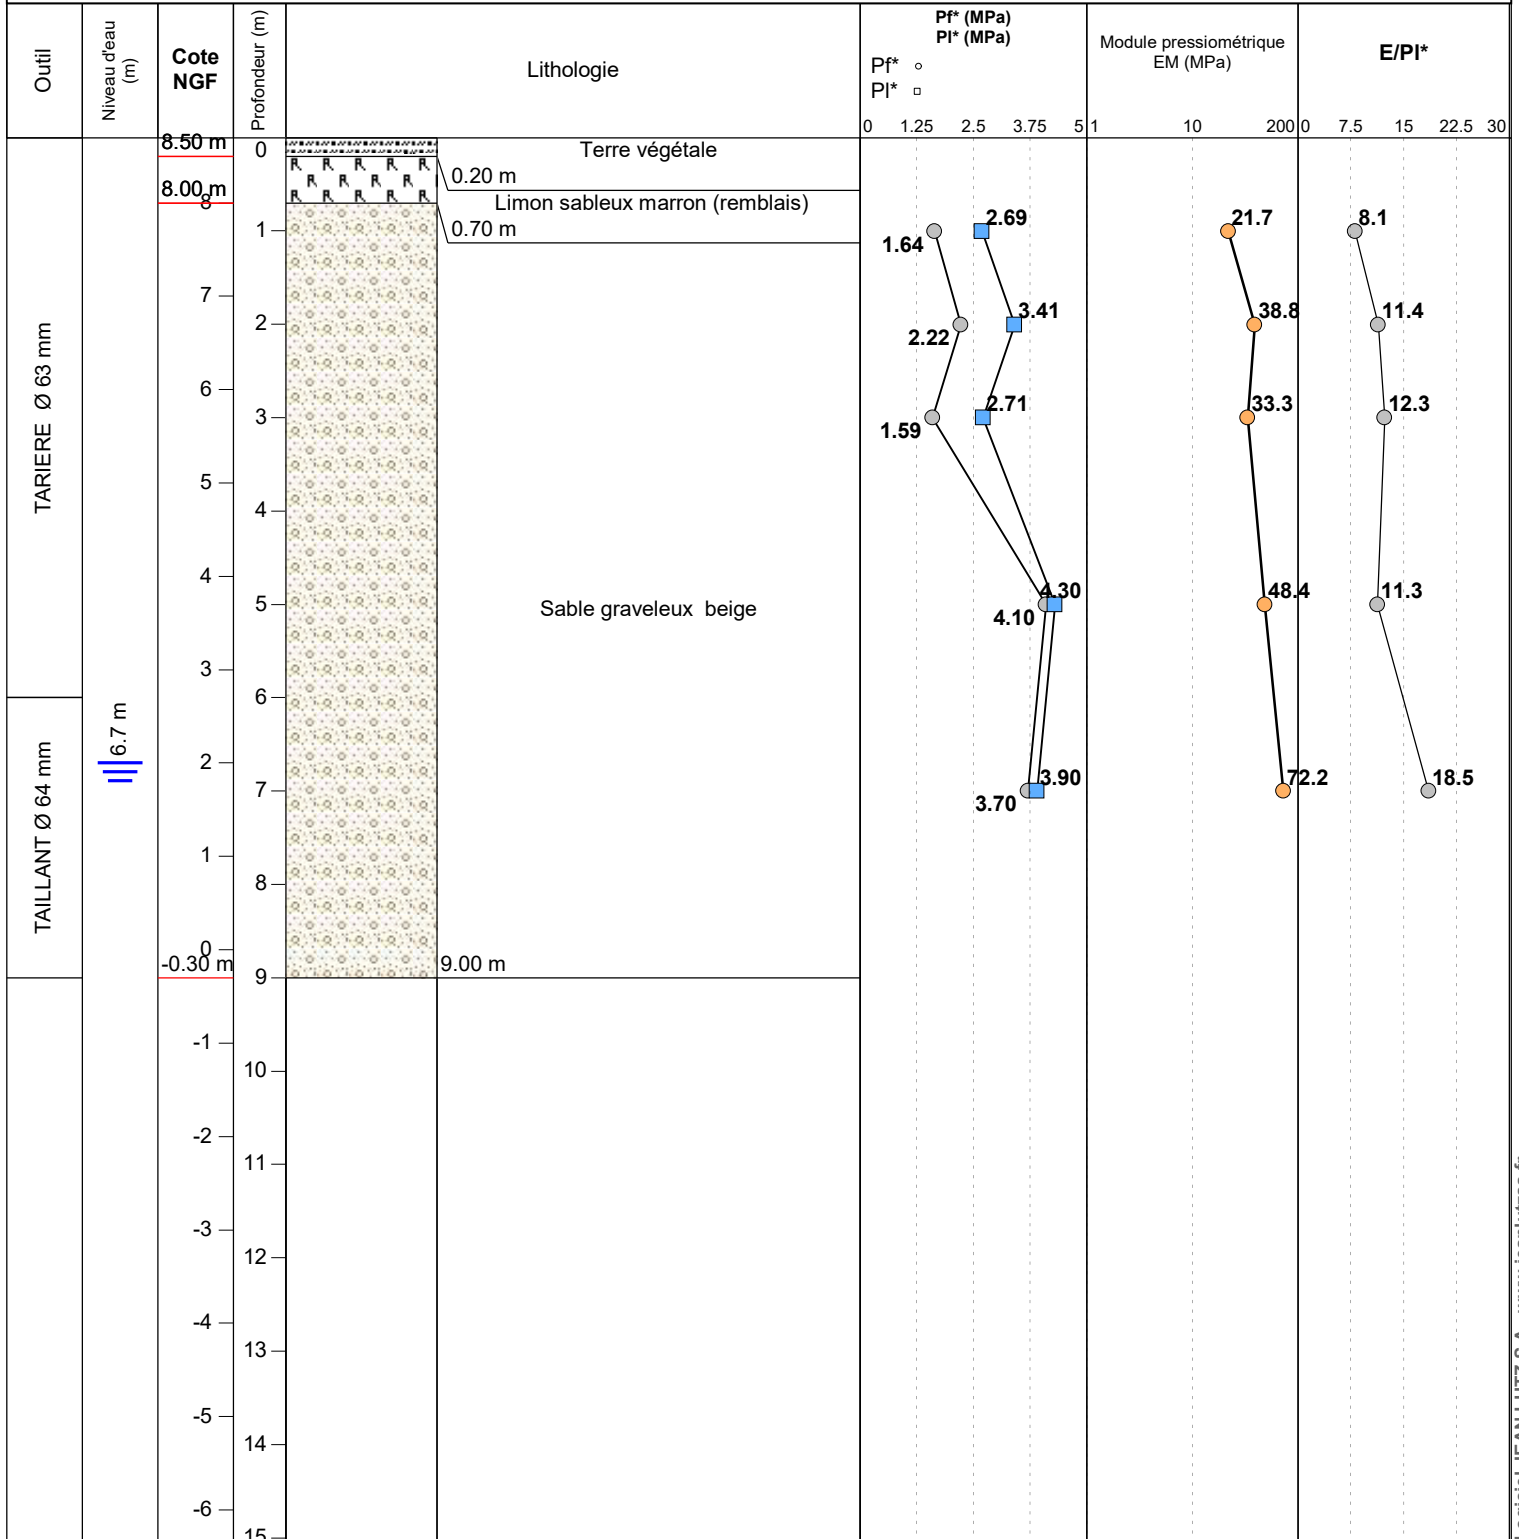 Outil
Niveau d'eau
(m)
Cote
NGF
Profondeur (m)
Lithologie
Pf* (MPa)
Pl* (MPa)
Pf*
Pl*
0 1.25 2.5 3.75 5
Module pressiométrique
EM (MPa)
1 10 200
E/Pl*
0 7.5 15 22.5 30
TARIERE Ø 63 mm
TAILLANT Ø 64 mm
6.7 m
8.50 m
8.00 m
8
7
6
5
4
3
2
1
0
-0.30 m
-1
-2
-3
-4
-5
-6
0
1
2
3
4
5
6
7
8
9
10
11
12
13
14
15
Terre végétale
0.20 m
Limon sableux marron (remblais)
0.70 m
Sable graveleux beige
9.00 m
1.64
2.69
2.22
3.41
1.59
2.71
4.10
4.30
3.70
3.90
21.7
38.8
33.3
48.4
72.2
8.1
11.4
12.3
11.3
18.5